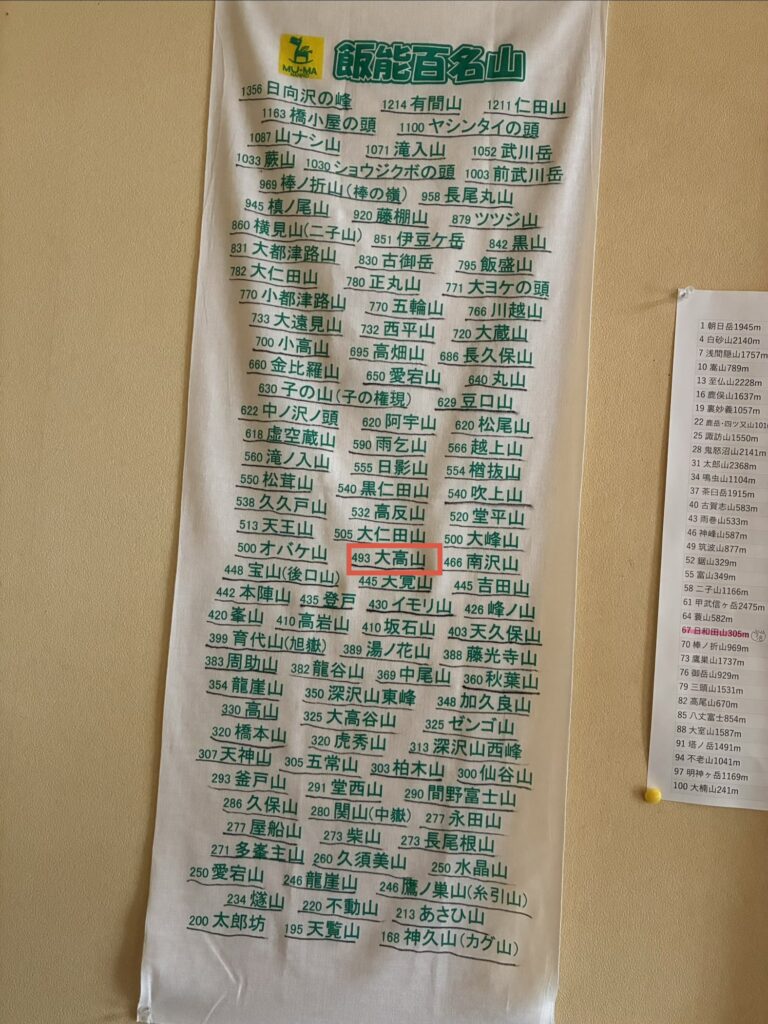 MU-MA
飯能百名山
1356 日向沢の峰 1214 有間山 1211 仁田山
1163 橋小屋の頭 1100 ヤシンタイの頭
1087 山ナシ山 1071 滝入山 1052 武川岳
1033 蕨山 1030 ショウジクボの頭 1003 前武川岳
969 棒ノ折山(棒の嶺) 958 長尾丸山
945 槙ノ尾山 920 藤棚山 879 ツツジ山
860 横見山(二子山) 851 伊豆ケ岳 842 黒山
831 大都津路山 830 古御岳 795 飯盛山
782 大仁田山 780 正丸山 771 大ヨケの頭
770 小都津路山 770 五輪山 766 川越山
733 大遠見山 732 西平山 720 大蔵山
700 小高山 695 高畑山 686 長久保山
660 金比羅山 650 愛宕山 640 丸山
630 子の山(子の権現) 629 豆口山
622 中ノ沢ノ頭 620 阿宇山 620 松尾山
618 虚空蔵山 590 雨乞山 566 越上山
560 滝ノ入山 555 日影山 554 楢抜山
550 松茸山 540 黒仁田山 540 吹上山
538 久久戸山 532 高反山 520 堂平山
513 天王山 505 大仁田山 500 大峰山
500 オバケ山 493 大高山 466 南沢山
448 宝山(後口山) 445 大覚山 445 吉田山
442 本陣山 435 登戸 430 イモリ山 426 峰ノ山
420 峯山 410 高岩山 410 坂石山 403 天久保山
399 育代山(旭嶽) 389 湯ノ花山 388 藤光寺山
383 周助山 382 龍谷山 369 中尾山 360 秋葉山
354 龍崖山 350 深沢山東峰 348 加久良山
330 高山 325 大高谷山 325 ゼンゴ山
320 橋本山 320 虎秀山 313 深沢山西峰
307 天神山 305 五常山 303 柏木山 300 仙谷山
293 釜戸山 291 堂西山 290 間野富士山
286 久保山 280 関山(中嶽) 277 永田山
277 屋船山 273 柴山 273 長尾根山
271 多峯主山 260 久須美山 250 水晶山
250 愛宕山 246 龍崖山 246 鷹ノ巣山(糸引山)
234 燧山 220 不動山 213 あさひ山
200 太郎坊 195 天覧山 168 神久山(カグ山)
1 朝日岳1945m
4 白砂山2140m
7 浅間隠山1757m
10 嵩山789m
13 至仏山2228m
16 鹿俣山1637m
19 裏妙義1057m
22 鹿岳・四ツ又山101
25 諏訪山1550m
28 鬼怒沼山2141m
31 太郎山2368m
34 鳴虫山1104m
37 茶臼岳1915m
40 古賀志山583m
43 雨巻山533m
46 神峰山587m
49 筑波山877m
52 鋸山329m
55 富山349m
58 二子山1166m
61 甲武信ヶ岳2475m
64 蓑山582m
67 日和田山305m
70 棒ノ折山969m
73 鷹巣山1737m
76 御岳山929m
79 三頭山1531m
82 高尾山670m
85 八丈富士854m
88 大室山1587m
91 塔ノ岳1491m
94 不老山1041m
97 明神ヶ岳1169m
100 大楠山241m